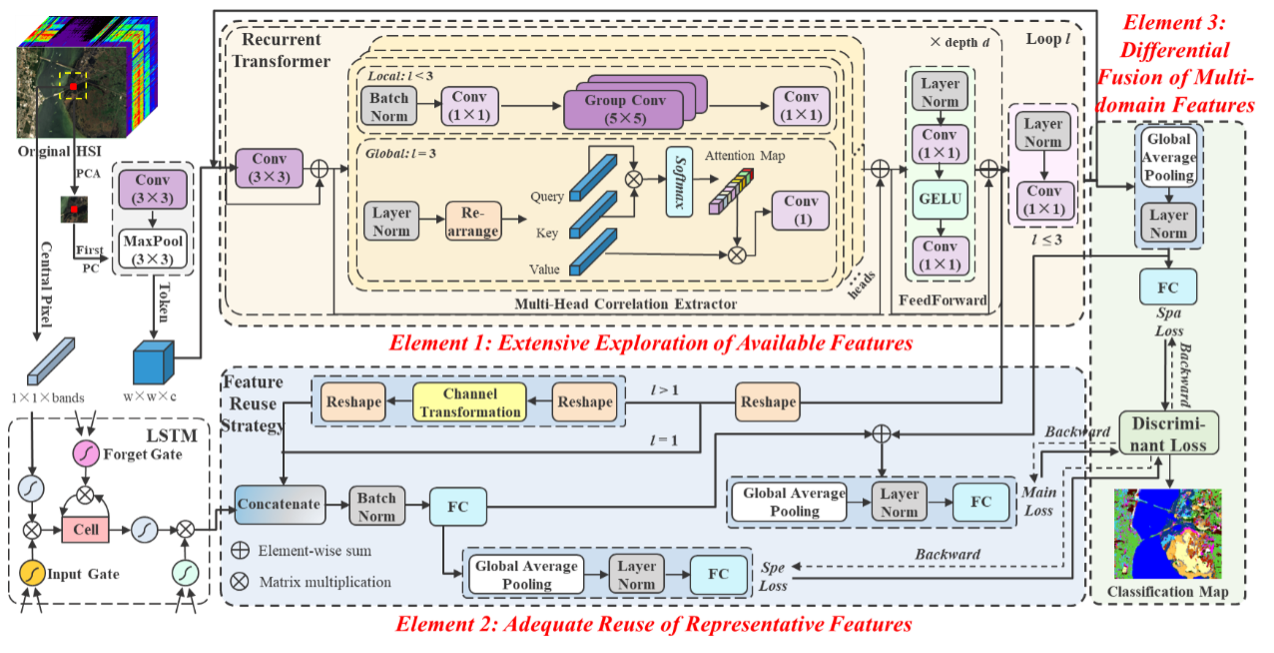 Element 3:
Differential
Fusion of Multi-
domain Features
Recurrent
Transformer
× depth d
Loop l
Local: l < 3
Batch
Norm
Conv
(1×1)
Group Conv
(5×5)
Conv
(1×1)
Global: l = 3
Layer
Norm
Re-
arrange
Query
Key
Value
Softmax
Attention Map
Conv
(1)
Multi-Head Correlation Extractor
...
heads
Layer
Norm
Conv
(1×1)
GELU
Conv
(1×1)
FeedForward
Layer
Norm
Conv
(1×1)
l ≤ 3
Conv
(3×3)
Original HSI
PCA
First
PC
Central Pixel
Conv
(3×3)
MaxPool
(3×3)
Token
1×1×bands
w×w×c
Element 1: Extensive Exploration of Available Features
Global
Average
Pooling
Layer
Norm
FC
Spa
Loss
Backward
Discrimi-
nant Loss
Classification Map
Feature
Reuse
Strategy
Reshape
Channel
Transformation
Reshape
l > 1
Reshape
l = 1
Concatenate
Batch
Norm
FC
Global Average
Pooling
Layer
Norm
FC
Main
Loss
Backward
Global Average
Pooling
Layer
Norm
FC
Spe
Loss
Backward
Element-wise sum
Matrix multiplication
LSTM
Forget Gate
Cell
Input Gate
Element 2: Adequate Reuse of Representative Features